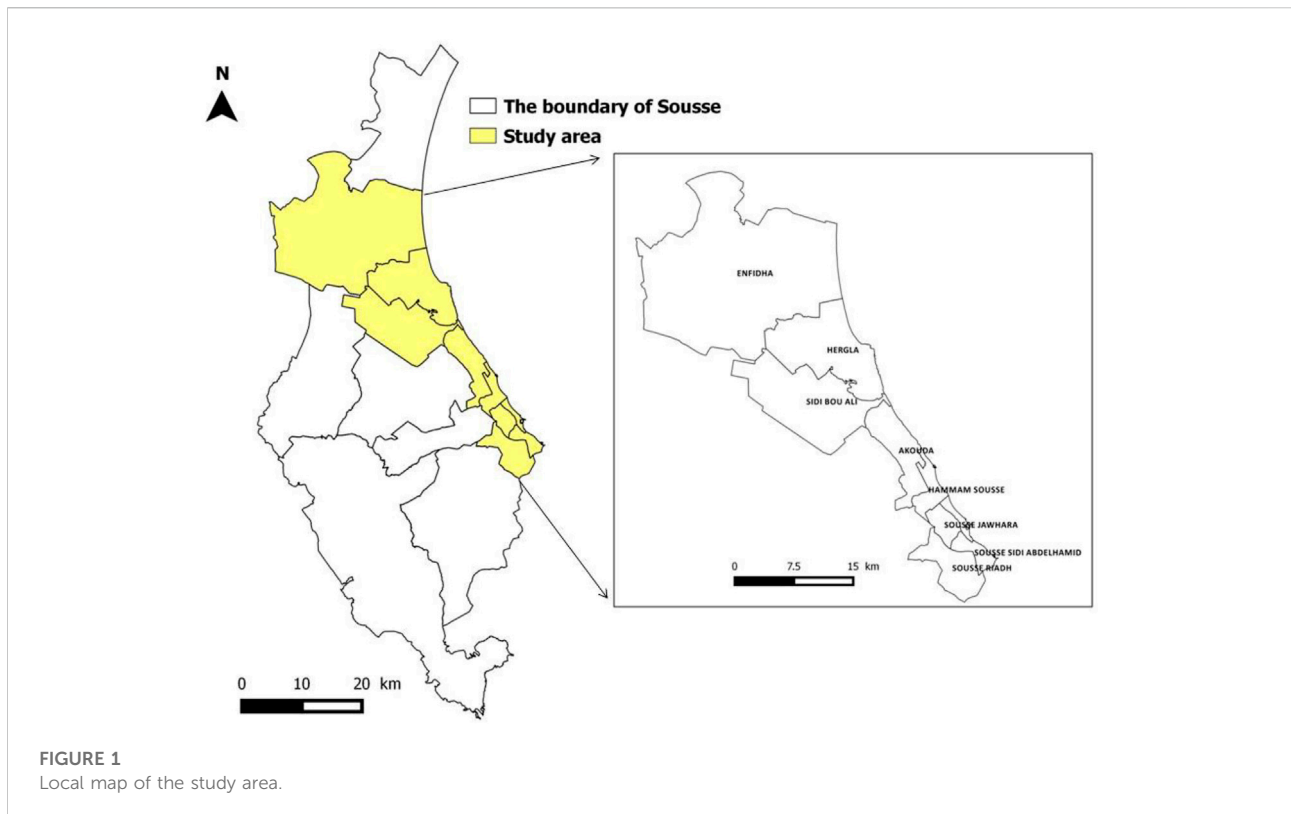 N
The boundary of Sousse
Study area
ENFIDHA
HERGLA
SIDI BOU ALI
AKOUDA
HAMMAM SOUSSE
SOUSSE JAWHARA
SOUSSE SIDI ABDELHAMID
SOUSSE RIADH
0 7.5 15 km
0 10 20 km
FIGURE 1
Local map of the study area.